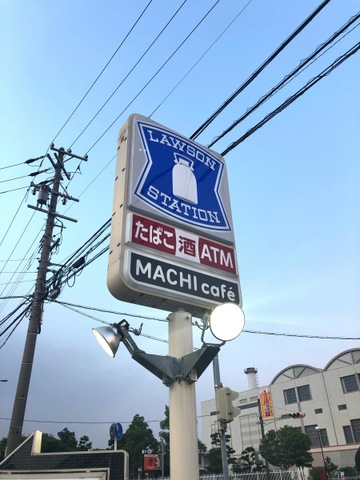 LAWSON
STATION
たばこ 酒 ATM
MACHI café